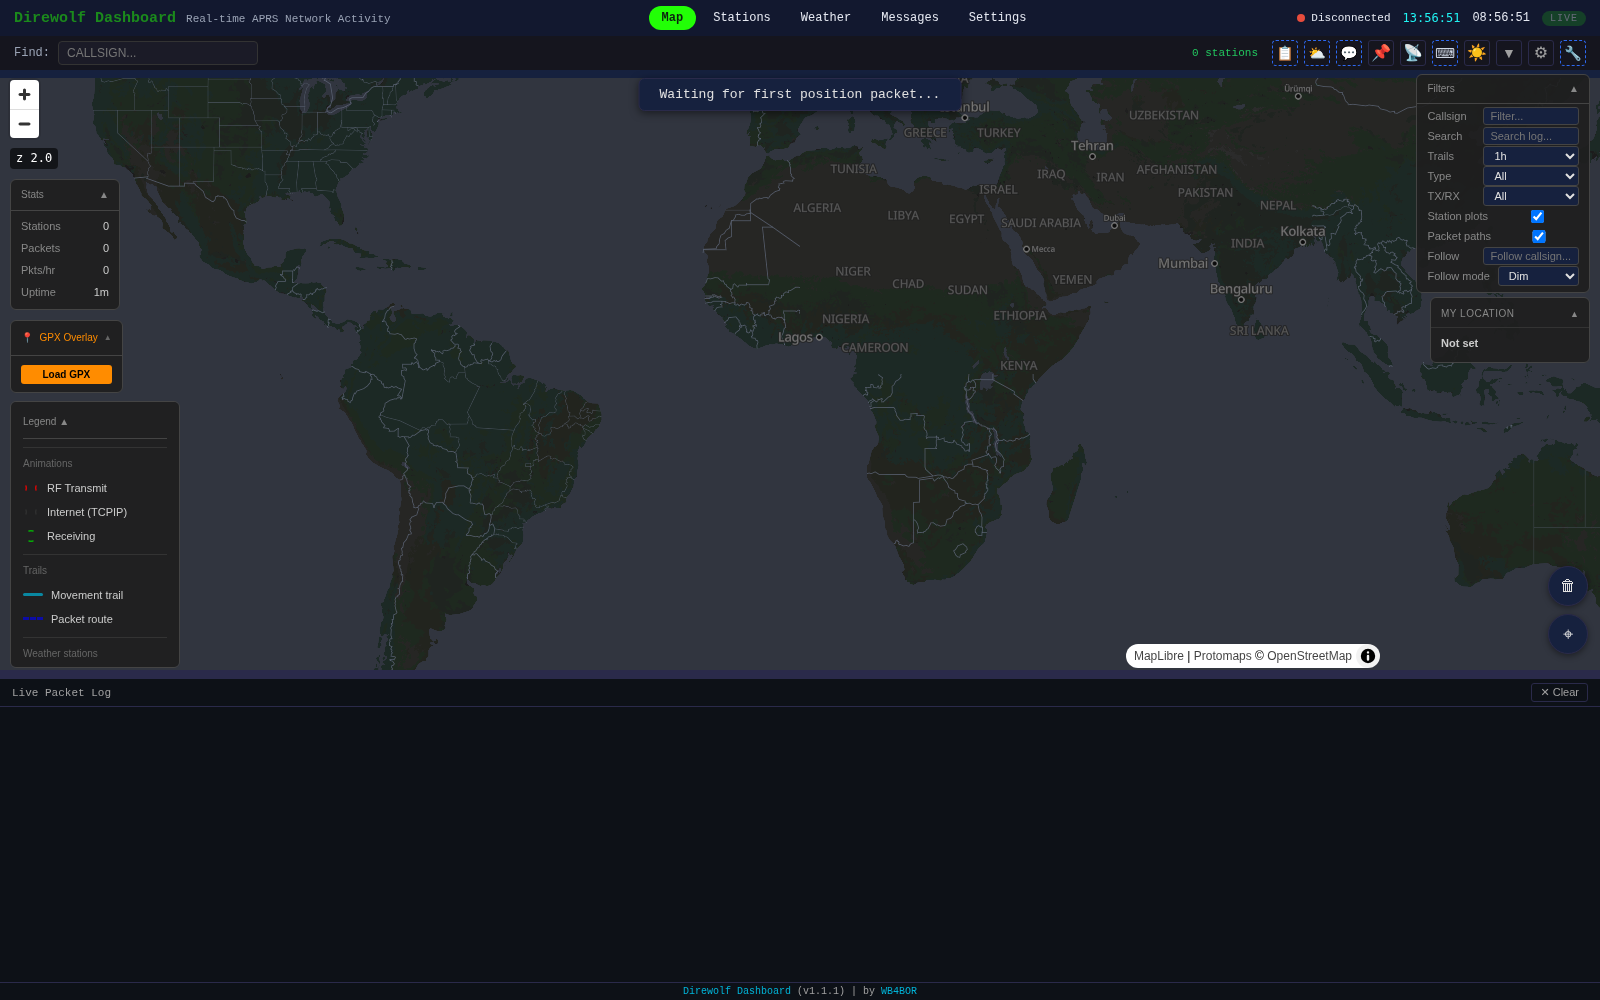 Direwolf Dashboard Real-time APRS Network Activity
Map Stations Weather Messages Settings
Disconnected 13:56:51 08:56:51 LIVE
Find: CALLSIGN...
0 stations
Waiting for first position packet...
z 2.0
Stats
Stations 0
Packets 0
Pkts/hr 0
Uptime 1m
GPX Overlay
Load GPX
Legend
Animations
RF Transmit
Internet (TCPIP)
Receiving
Trails
Movement trail
Packet route
Weather stations
GREECE
TURKEY
UZBEKISTAN
Ürümqi
Tehran
TUNISIA
IRAQ
IRAN
AFGHANISTAN
ISRAEL
PAKISTAN
ALGERIA
LIBYA
EGYPT
SAUDI ARABIA
Dubai
NEPAL
Mecca
Kolkata
INDIA
Mumbai
NIGER
CHAD
SUDAN
YEMEN
Bengaluru
NIGERIA
ETHIOPIA
SRI LANKA
Lagos
CAMEROON
KENYA
Filters
Callsign Filter...
Search Search log...
Trails 1h
Type All
TX/RX All
Station plots
Packet paths
Follow Follow callsign...
Follow mode Dim
MY LOCATION
Not set
MapLibre | Protomaps © OpenStreetMap
Live Packet Log
✕ Clear
Direwolf Dashboard (v1.1.1) | by WB4BOR